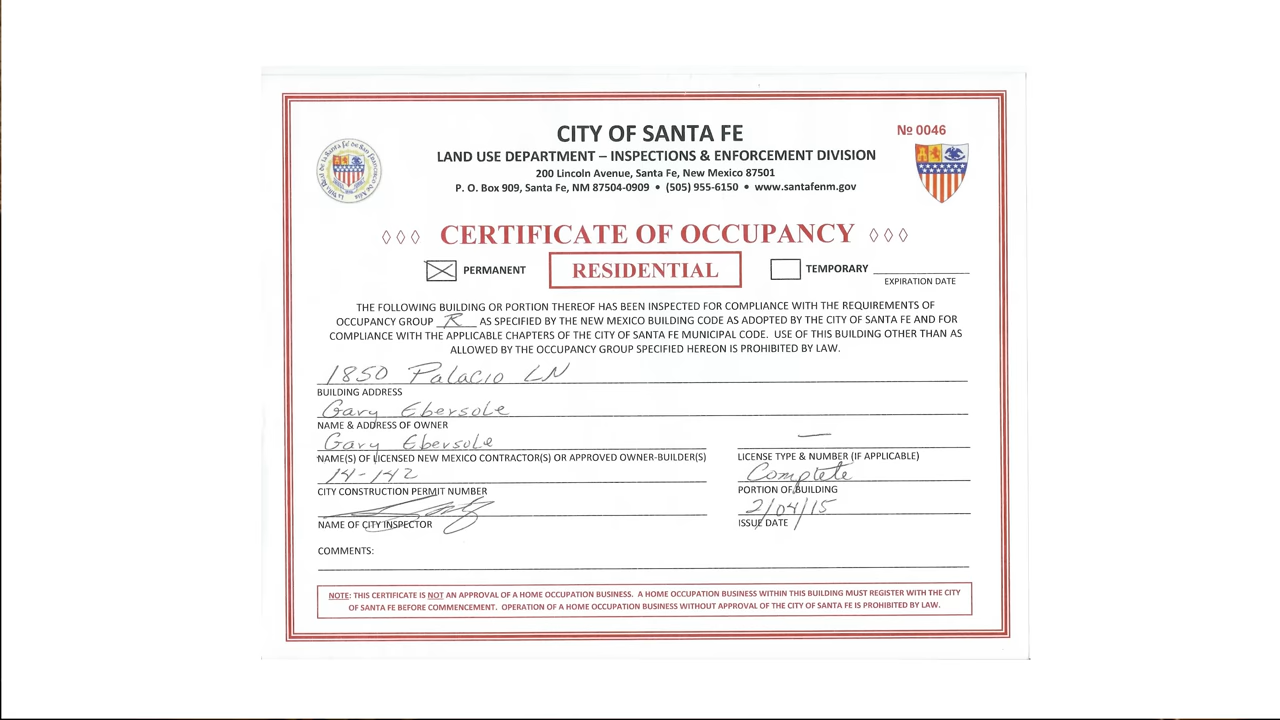 CITY OF SANTA FE
№ 0046
LAND USE DEPARTMENT – INSPECTIONS & ENFORCEMENT DIVISION
200 Lincoln Avenue, Santa Fe, New Mexico 87501
P. O. Box 909, Santa Fe, NM 87504-0909 • (505) 955-6150 • www.santafenm.gov
◊ ◊ ◊ CERTIFICATE OF OCCUPANCY ◊ ◊ ◊
PERMANENT RESIDENTIAL TEMPORARY
EXPIRATION DATE
THE FOLLOWING BUILDING OR PORTION THEREOF HAS BEEN INSPECTED FOR COMPLIANCE WITH THE REQUIREMENTS OF
OCCUPANCY GROUP R AS SPECIFIED BY THE NEW MEXICO BUILDING CODE AS ADOPTED BY THE CITY OF SANTA FE AND FOR
COMPLIANCE WITH THE APPLICABLE CHAPTERS OF THE CITY OF SANTA FE MUNICIPAL CODE. USE OF THIS BUILDING OTHER THAN AS
ALLOWED BY THE OCCUPANCY GROUP SPECIFIED HEREON IS PROHIBITED BY LAW.
1850 Palacio LN
BUILDING ADDRESS
Gary Ebersole
NAME & ADDRESS OF OWNER
Gary Ebersole —
NAME(S) OF LICENSED NEW MEXICO CONTRACTOR(S) OR APPROVED OWNER-BUILDER(S) LICENSE TYPE & NUMBER (IF APPLICABLE)
14-142 Complete
CITY CONSTRUCTION PERMIT NUMBER PORTION OF BUILDING
2/04/15
NAME OF CITY INSPECTOR ISSUE DATE
COMMENTS:
NOTE: THIS CERTIFICATE IS NOT AN APPROVAL OF A HOME OCCUPATION BUSINESS. A HOME OCCUPATION BUSINESS WITHIN THIS BUILDING MUST REGISTER WITH THE CITY
OF SANTA FE BEFORE COMMENCEMENT. OPERATION OF A HOME OCCUPATION BUSINESS WITHOUT APPROVAL OF THE CITY OF SANTA FE IS PROHIBITED BY LAW.